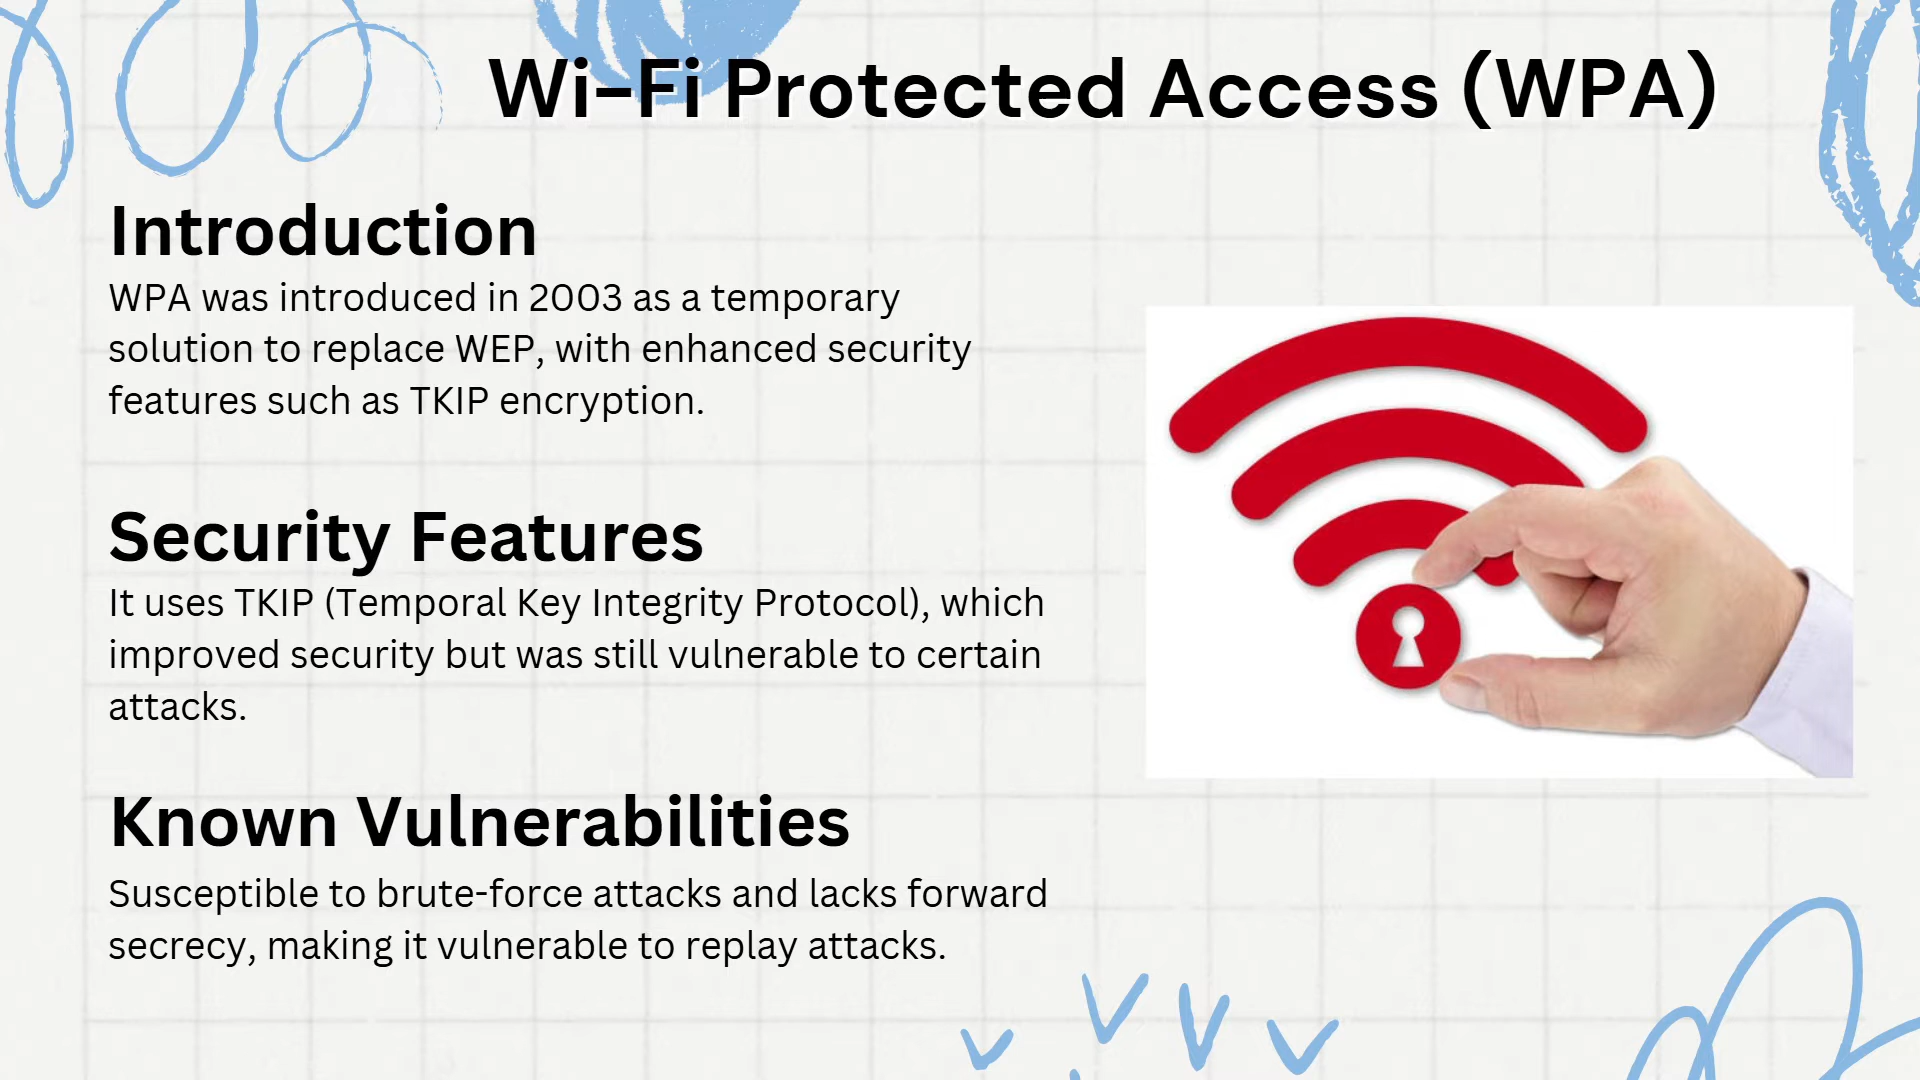 Wi-Fi Protected Access (WPA)
Introduction
WPA was introduced in 2003 as a temporary
solution to replace WEP, with enhanced security
features such as TKIP encryption.
Security Features
It uses TKIP (Temporal Key Integrity Protocol), which
improved security but was still vulnerable to certain
attacks.
Known Vulnerabilities
Susceptible to brute-force attacks and lacks forward
secrecy, making it vulnerable to replay attacks.